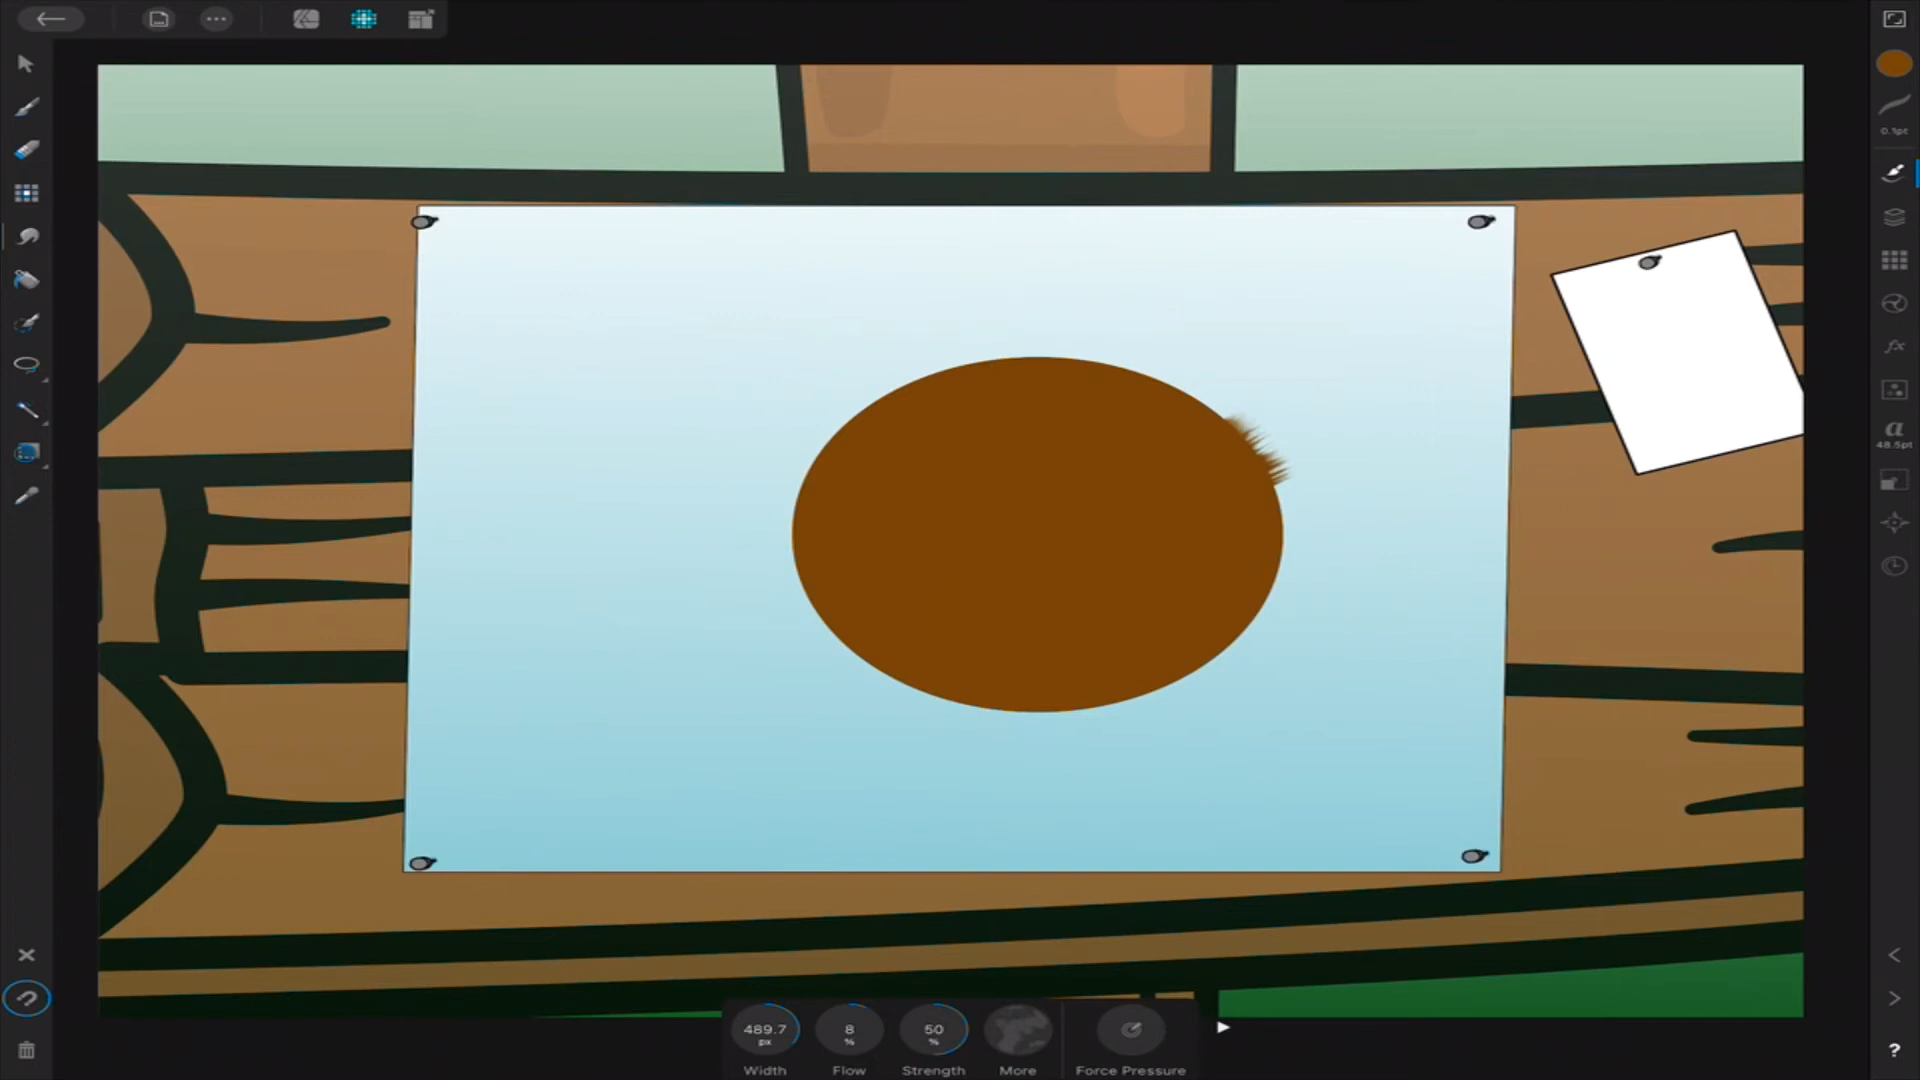 0.1pt
a
48.5pt
489.7 px
8 %
50 %
Width
Flow
Strength
More
Force Pressure
?